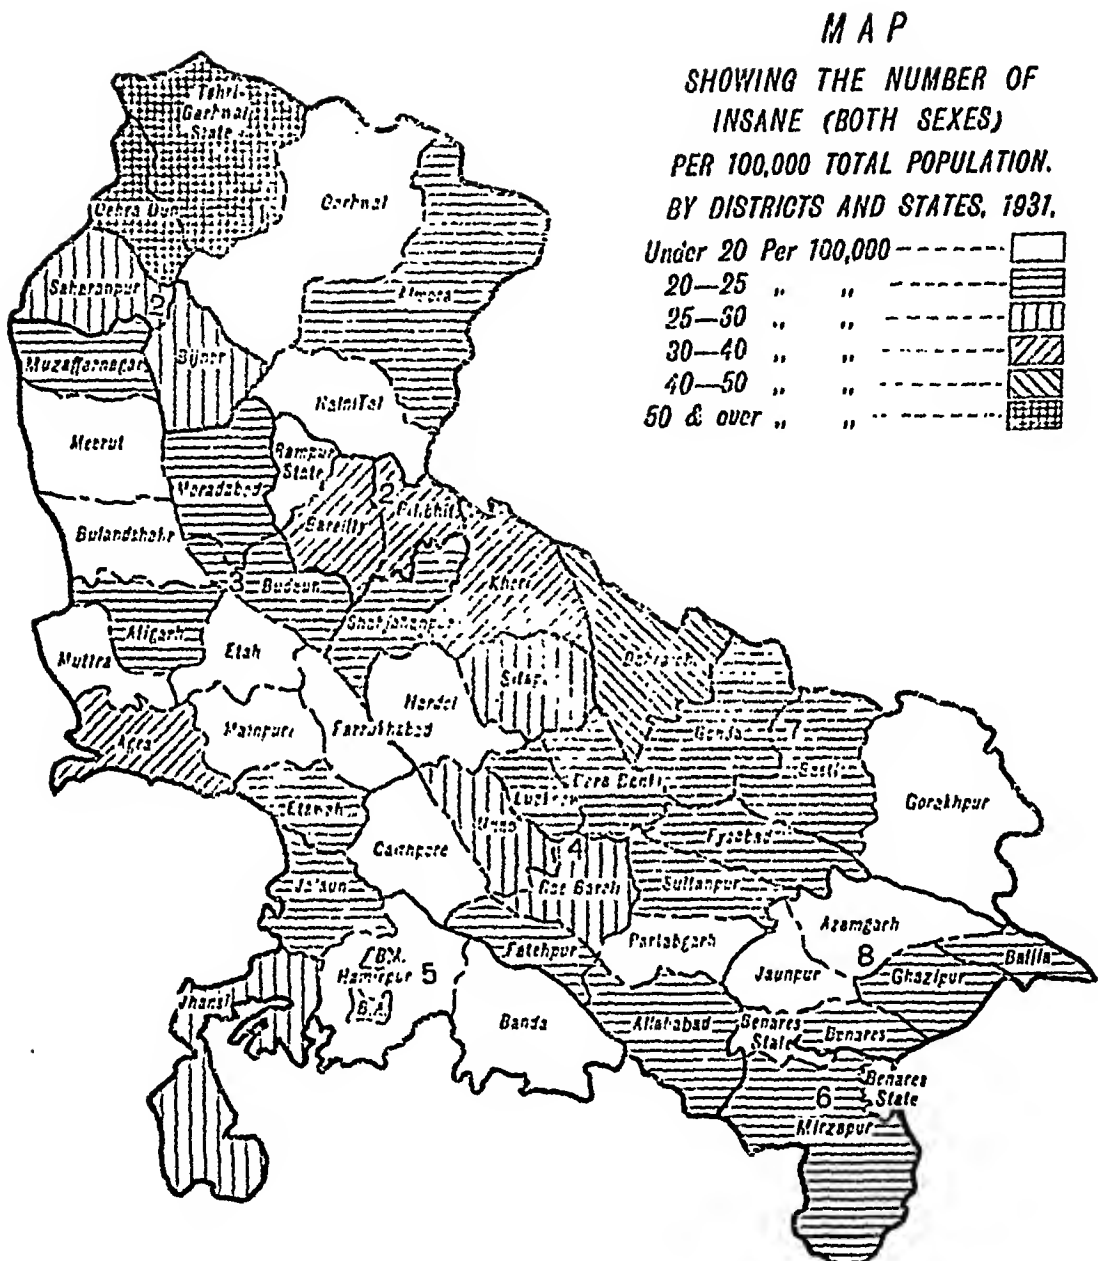 MAP
SHOWING THE NUMBER OF
INSANE (BOTH SEXES)
PER 100,000 TOTAL POPULATION.
BY DISTRICTS AND STATES, 1931.
Under 20 Per 100,000
20—25 " "
25—30 " "
30—40 " "
40—50 " "
50 & over " "
Tehri-
Garhwal
State
Garhwal
Dehra Dun
Saharanpur
2
Almora
Muzaffarnagar
Bijnor
Naini Tal
Meerut
Rampur
State
Moradabad
2
Pilibhit
Bareilly
Bulandshahr
3
Budaun
Kheri
Shahjahanpur
Aligarh
Etah
Muttra
Bahraich
Sitapur
Hardoi
Mainpuri
Farrukhabad
Agra
Gonda
7
Basti
Bara Banki
Lucknow
Gorakhpur
Etawah
Unao
Cawnpore
4
Fyzabad
Rae Bareli
Sultanpur
Jalaun
Azamgarh
Fatehpur
Partabgarh
8
Ballia
Ghazipur
Jaunpur
Hamirpur
5
Jhansi
B.A.
Banda
Allahabad
Benares
State
Benares
Benares
State
6
Mirzapur